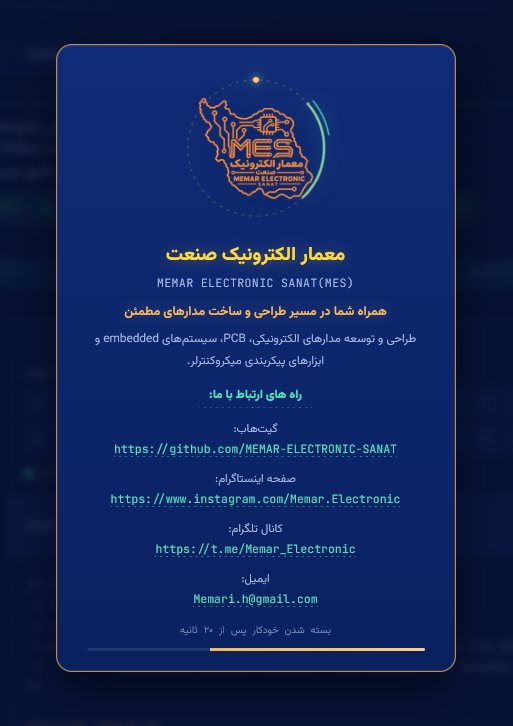 MES
معمار الکترونیک
صنعت
MEMAR ELECTRONIC
SANAT
معمار الکترونیک صنعت
MEMAR ELECTRONIC SANAT(MES)
همراه شما در مسیر طراحی و ساخت مدارهای مطمئن
طراحی و توسعه مدارهای الکترونیکی، PCB، سیستم‌های embedded و
ابزارهای پیکربندی میکروکنترلر.
راه های ارتباط با ما:
گیت‌هاب:
https://github.com/MEMAR-ELECTRONIC-SANAT
صفحه اینستاگرام:
https://www.instagram.com/Memar.Electronic
کانال تلگرام:
https://t.me/Memar_Electronic
ایمیل:
Memari.h@gmail.com
بسته شدن خودکار پس از ۲۰ ثانیه